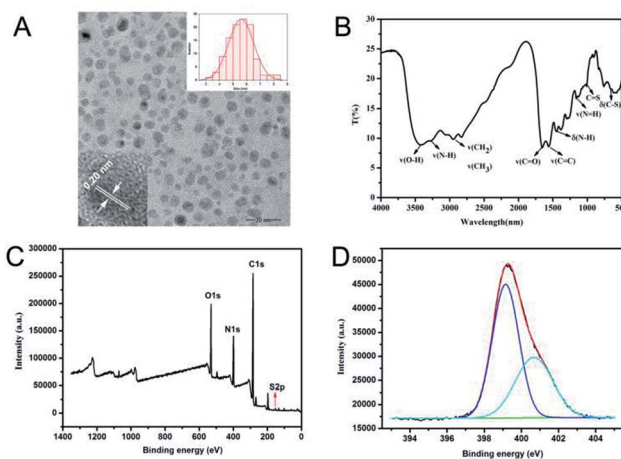 A
0.20 nm
20 nm
B
T(%)
25
20
15
10
5
0
ν(O-H)
ν(N-H)
ν(CH2)
ν(CH3)
ν(C=O)
ν(C=C)
δ(N-H)
ν(N=H)
C=S
δ(C-S)
4000 3500 3000 2500 2000 1500 1000 500
Wavelength(nm)
C
Intensity (a.u.)
300000
250000
200000
150000
100000
50000
0
O1s
N1s
C1s
S2p
1400 1200 1000 800 600 400 200 0
Binding energy (eV)
D
Intensity (a.u.)
50000
45000
40000
35000
30000
25000
20000
15000
394 396 398 400 402 404
Binding energy (eV)